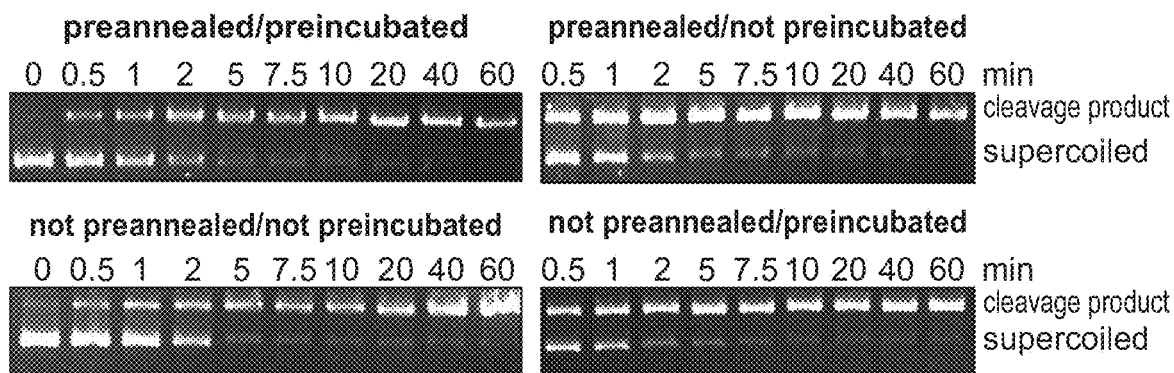 preannealed/preincubated
preannealed/not preincubated
0 0.5 1 2 5 7.5 10 20 40 60
0.5 1 2 5 7.5 10 20 40 60 min
cleavage product
supercoiled
not preannealed/not preincubated
not preannealed/preincubated
0 0.5 1 2 5 7.5 10 20 40 60
0.5 1 2 5 7.5 10 20 40 60 min
cleavage product
supercoiled